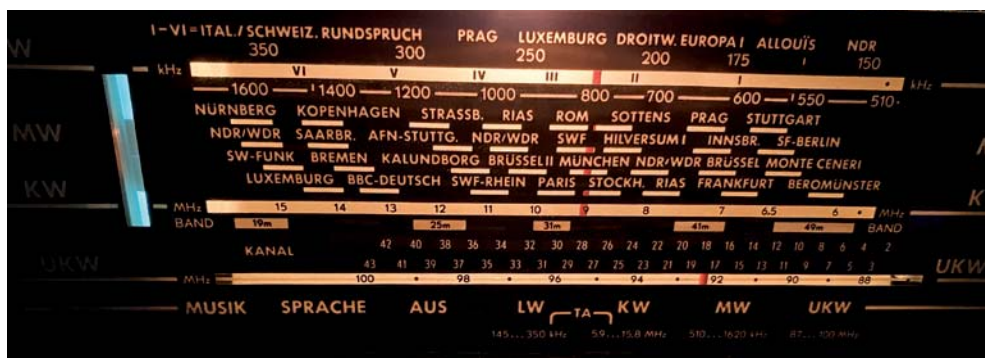 I-VI=ITAL./SCHWEIZ. RUNDSPRUCH PRAG LUXEMBURG DROITW. EUROPA I ALLOUÏS NDR
KW 350 300 250 200 175 150
kHz VI V IV III II I kHz
1600 1400 1200 1000 800 700 600 550 510
NÜRNBERG KOPENHAGEN STRASSB. RIAS ROM SOTTENS PRAG STUTTGART
MW NDR/WDR SAARBR. AFN-STUTTG. NDR/WDR SWF HILVERSUM I INNSBR. SF-BERLIN
SW-FUNK BREMEN KALUNDBORG BRÜSSEL II MÜNCHEN NDR/WDR BRÜSSEL MONTE CENERI
KW LUXEMBURG BBC-DEUTSCH SWF-RHEIN PARIS STOCKH. RIAS FRANKFURT BEROMÜNSTER K
MHz 15 14 13 12 11 10 9 8 7 6.5 6 MHz
BAND 19m 25m 31m 41m 49m BAND
KANAL 42 40 38 36 34 32 30 28 26 24 22 20 18 16 14 12 10 8 6 4 2
UKW 43 41 39 37 35 33 31 29 27 25 23 21 19 17 15 13 11 9 7 5 3 UKW
MHz 100 98 96 94 92 90 88
MUSIK SPRACHE AUS LW TA KW MW UKW
145...350 kHz 5.9...15.8 MHz 510...1620 kHz 87...100 MHz